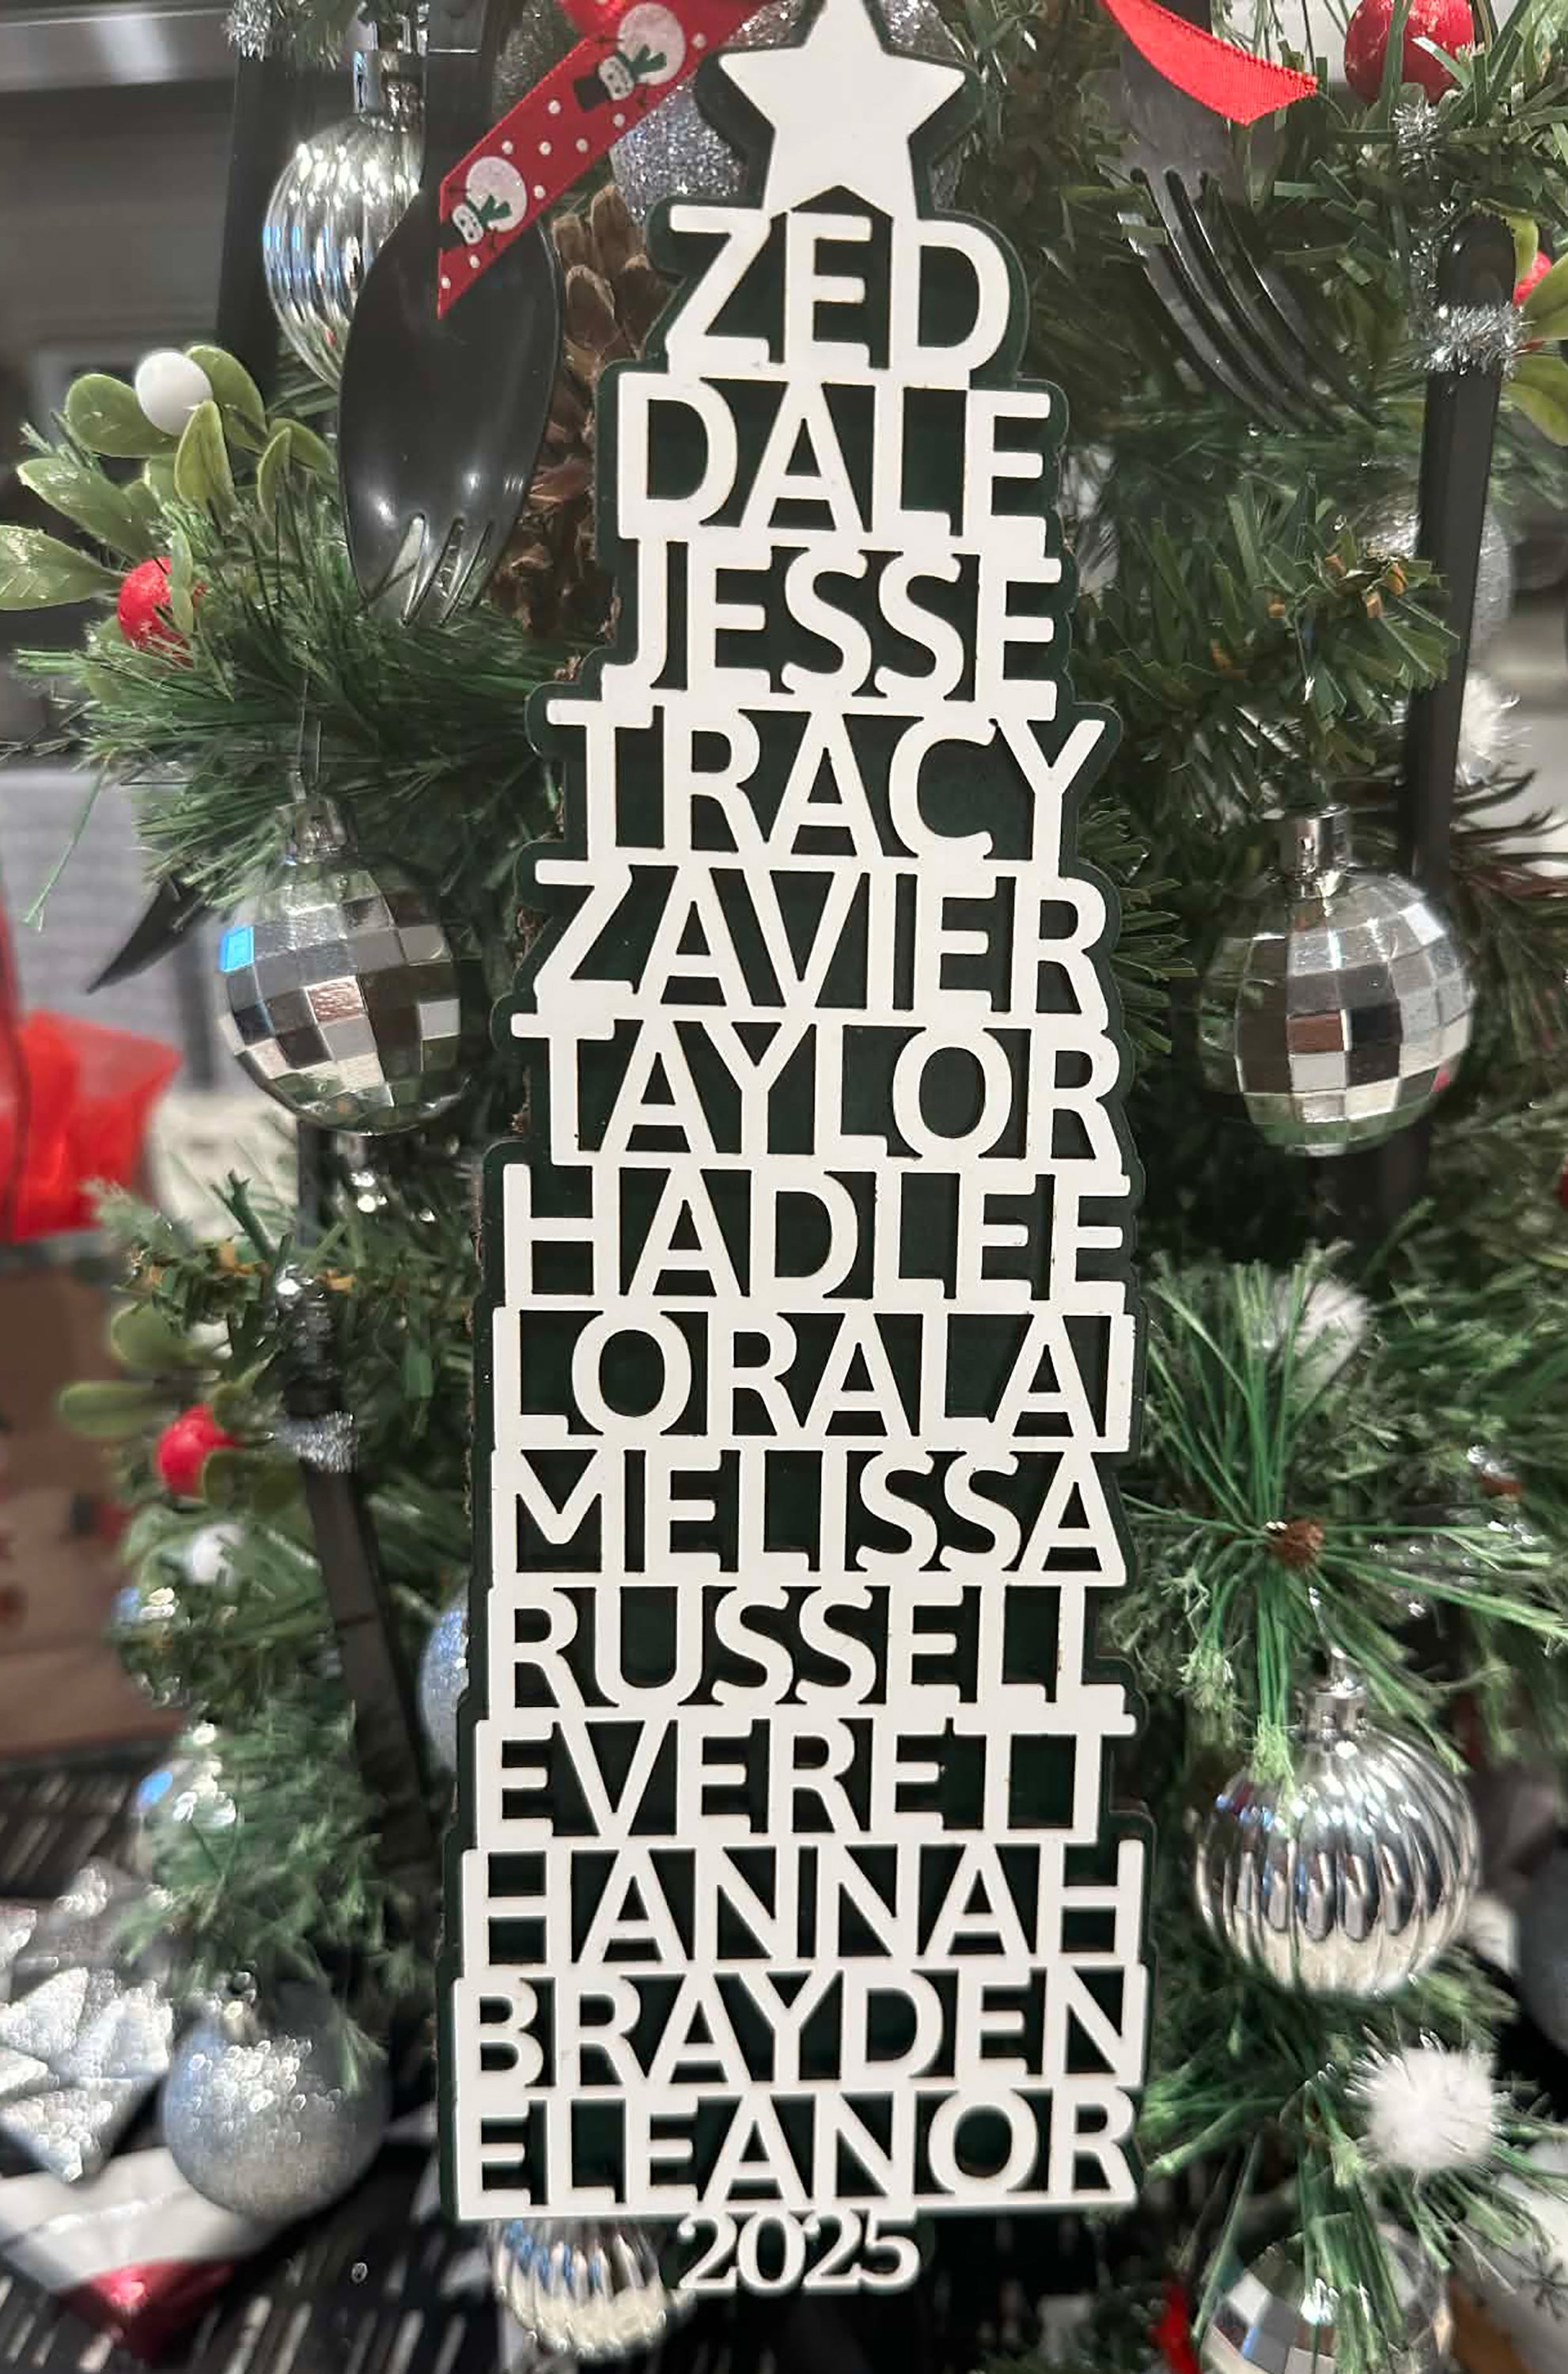 ZED
DALE
JESSE
TRACY
ZAVIER
TAYLOR
HADLEE
LORALAI
MELISSA
RUSSELL
EVERETT
HANNAH
BRAYDEN
ELEANOR
2025